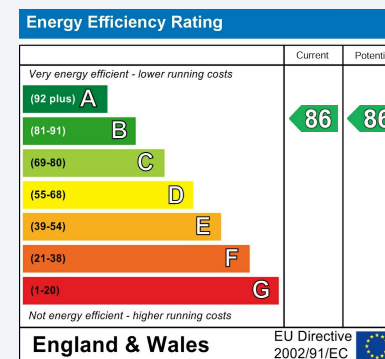 Energy Efficiency Rating
Current Potenti
Very energy efficient - lower running costs
(92 plus) A
(81-91) B
86 86
(69-80) C
(55-68) D
(39-54) E
(21-38) F
(1-20) G
Not energy efficient - higher running costs
England & Wales
EU Directive
2002/91/EC